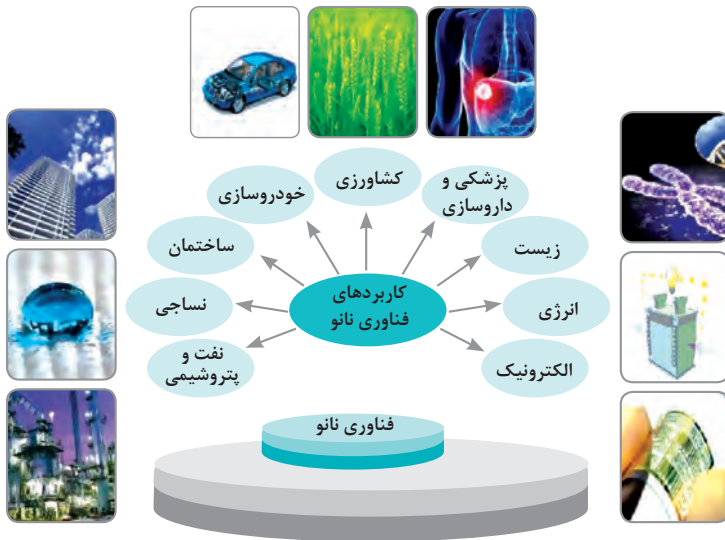 کشاورزی
پزشکی و
داروسازی
خودروسازی
زیست
ساختمان
انرژی
نساجی
الکترونیک
نفت و
پتروشیمی
کاربردهای
فناوری نانو
فناوری نانو